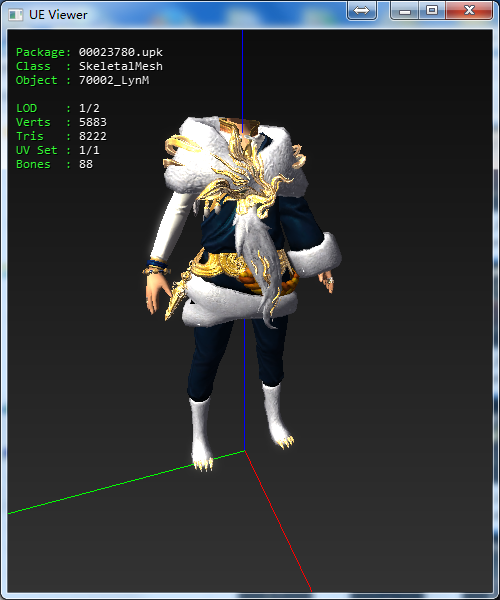 UE Viewer
Package: 00023780.upk
Class : SkeletalMesh
Object : 70002_LynM
LOD : 1/2
Verts : 5883
Tris : 8222
UV Set : 1/1
Bones : 88